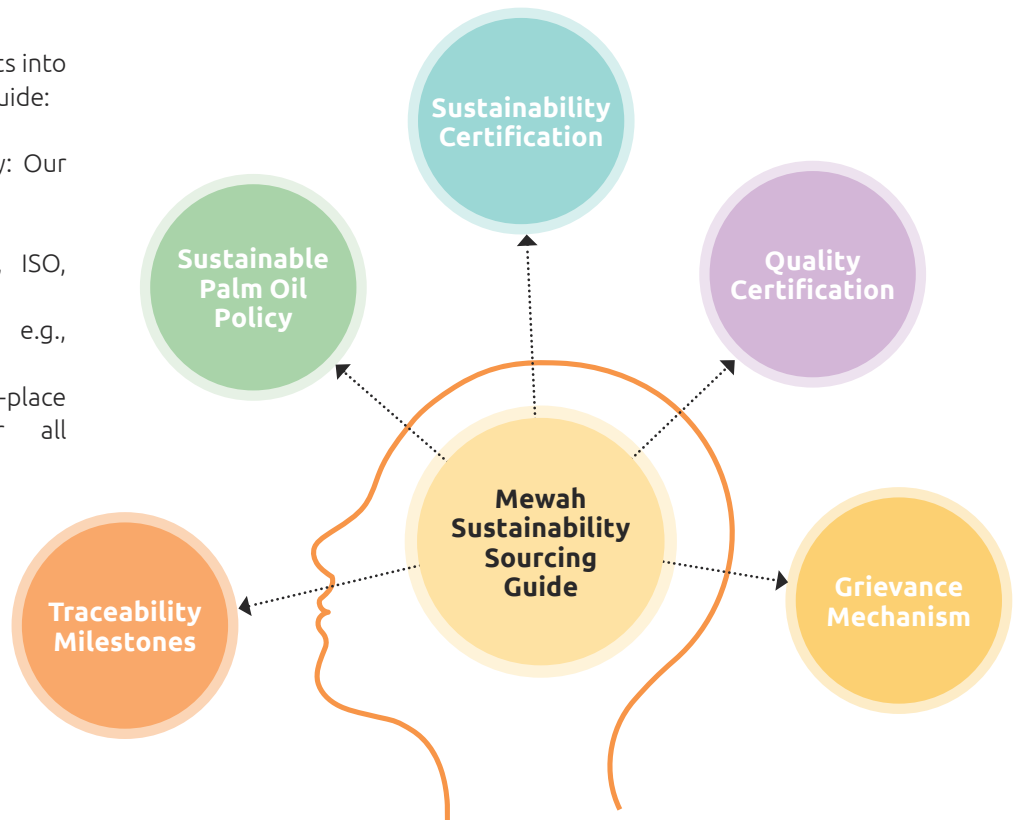 ts into
uide:
y: Our
, ISO,
e.g.,
-place
r all
Sustainability
Certification
Sustainable
Palm Oil
Policy
Quality
Certification
Mewah
Sustainability
Sourcing
Guide
Traceability
Milestones
Grievance
Mechanism